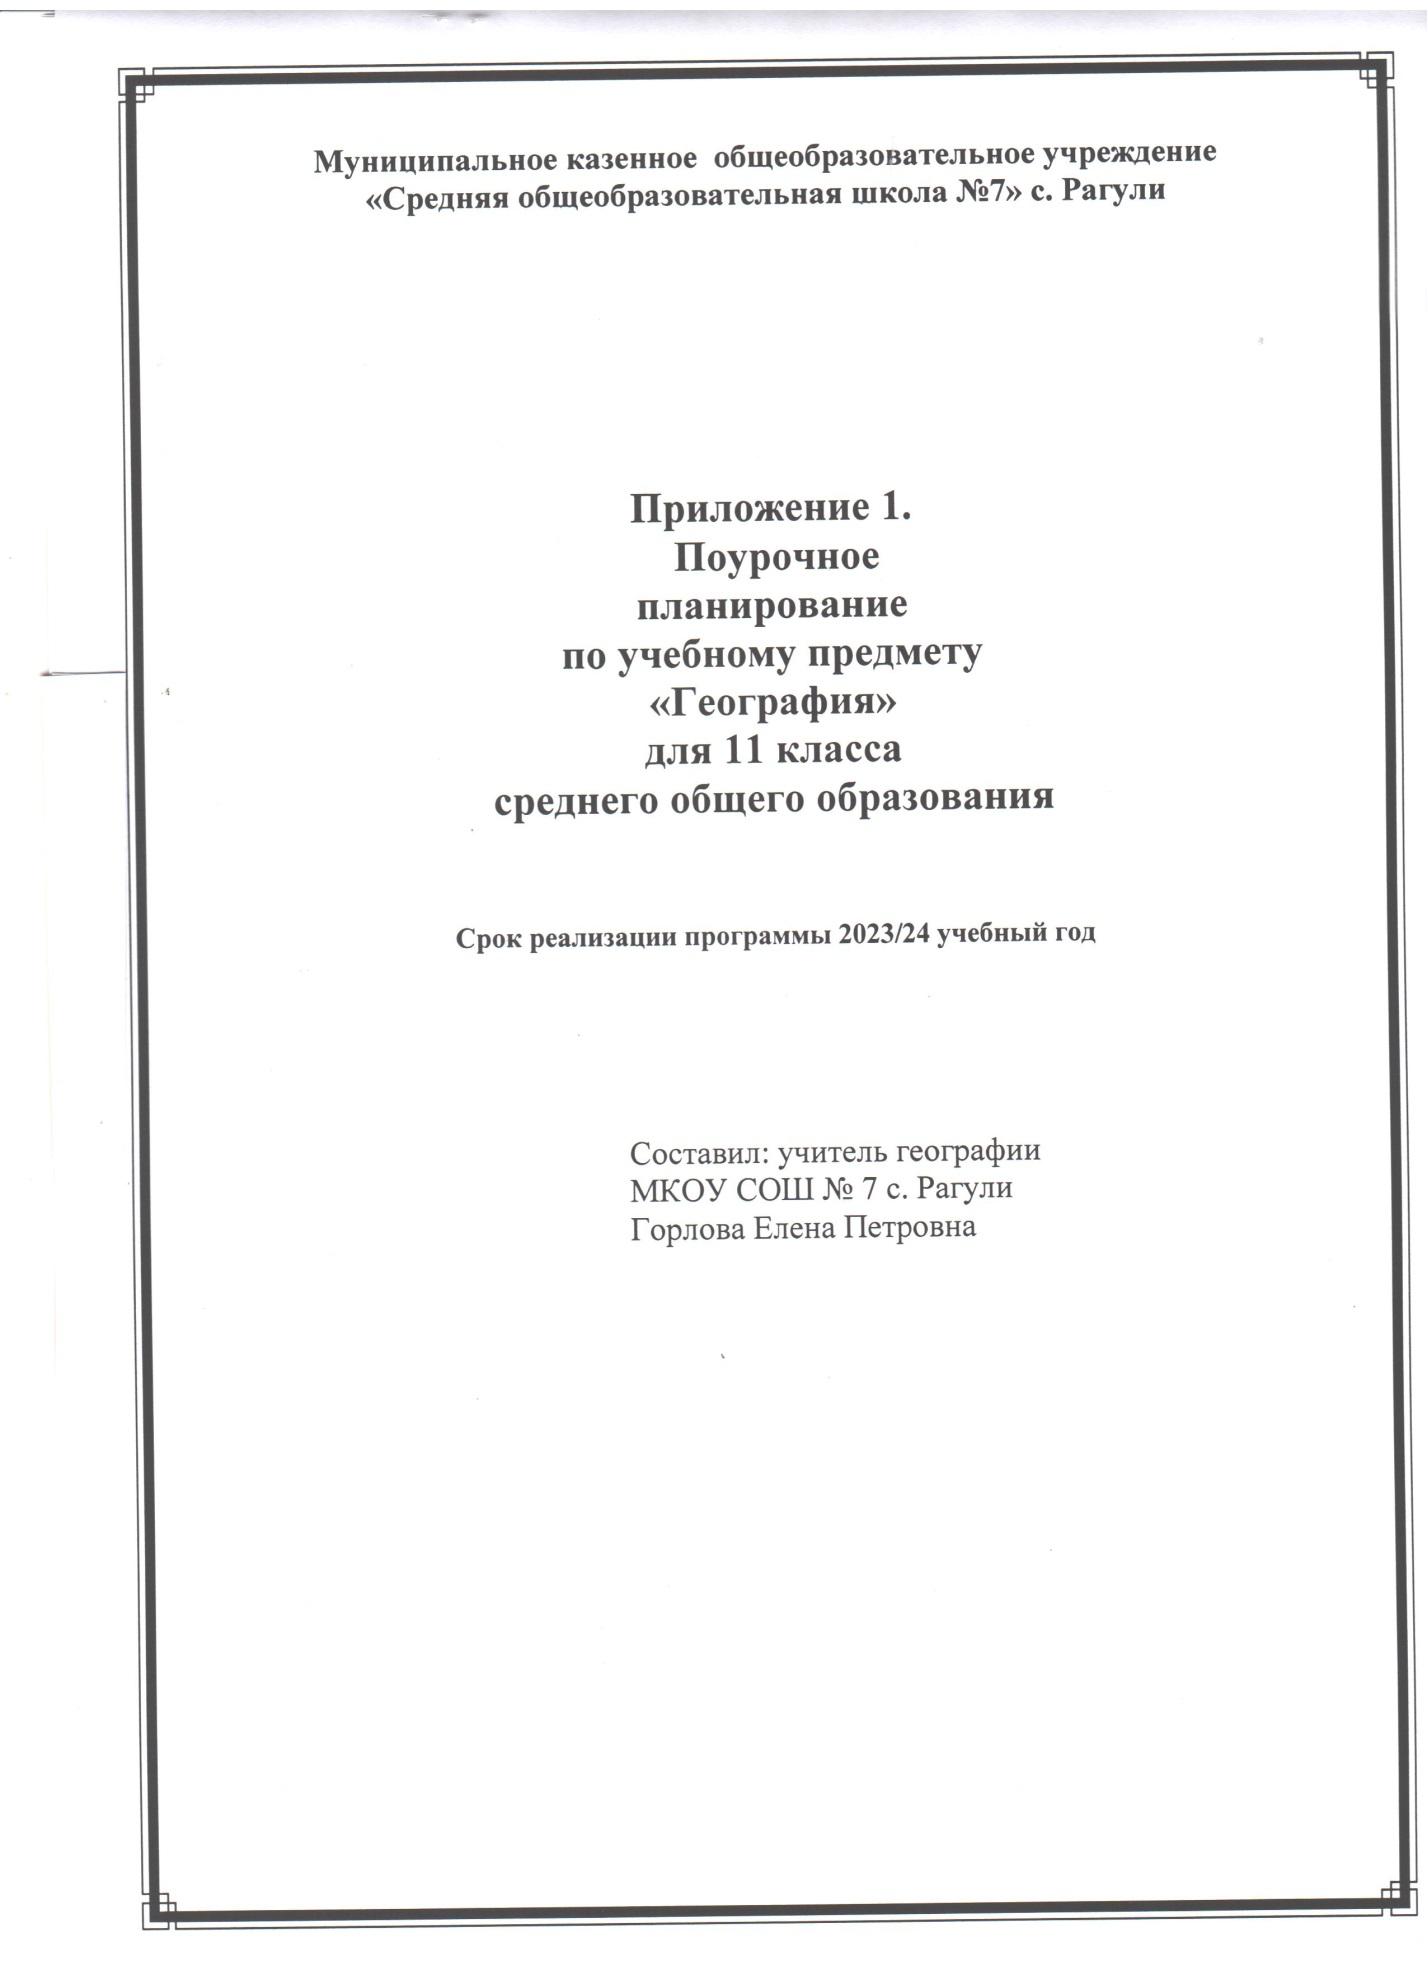 Муниципальное казенное общеобразовательное учреждение
«Средняя общеобразовательная школа №7» с. Рагули
Приложение 1.
Поурочное
планирование
по учебному предмету
«География»
для 11 класса
среднего общего образования
Срок реализации программы 2023/24 учебный год
Составил: учитель географии
МКОУ СОШ № 7 с. Рагули
Горлова Елена Петровна